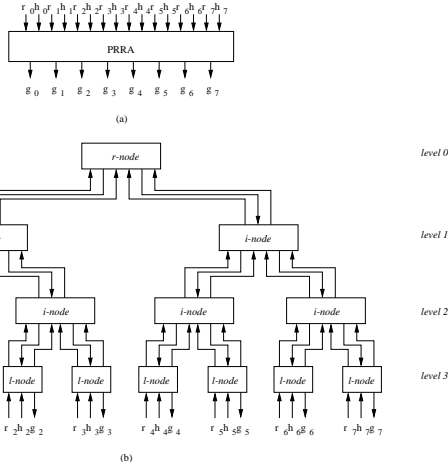 r 0 h 0 r 1 h 1 r 2 h 2 r 3 h 3 r 4 h 4 r 5 h 5 r 6 h 6 r 7 h 7
PRRA
g 0 g 1 g 2 g 3 g 4 g 5 g 6 g 7
(a)
r-node level 0
i-node level 1
i-node i-node i-node level 2
l-node l-node l-node l-node l-node l-node level 3
r 2 h 2 g 2 r 3 h 3 g 3 r 4 h 4 g 4 r 5 h 5 g 5 r 6 h 6 g 6 r 7 h 7 g 7
(b)